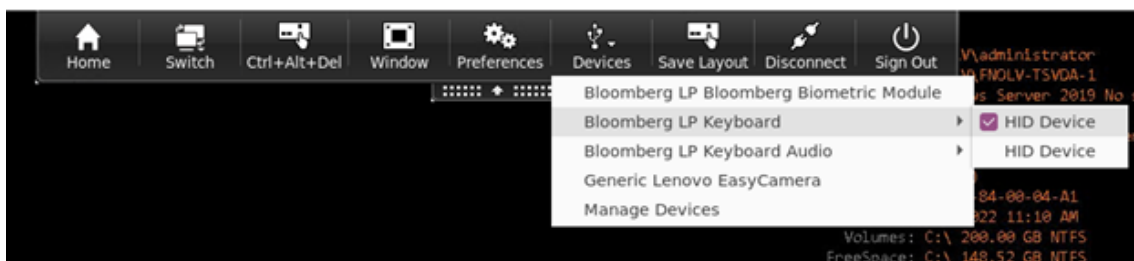 Home Switch Ctrl+Alt+Del Window Preferences Devices Save Layout Disconnect Sign Out
V\administrator
FNOLV-TSVDA-1
Server 2019 No
Bloomberg LP Bloomberg Biometric Module
Bloomberg LP Keyboard
HID Device
Bloomberg LP Keyboard Audio
HID Device
Generic Lenovo EasyCamera
-84-00-04-A1
Manage Devices
022 11:10 AM
Volumes: C:\ 200.00 GB NTFS
FreeSpace: C:\ 148.52 GB NTFS